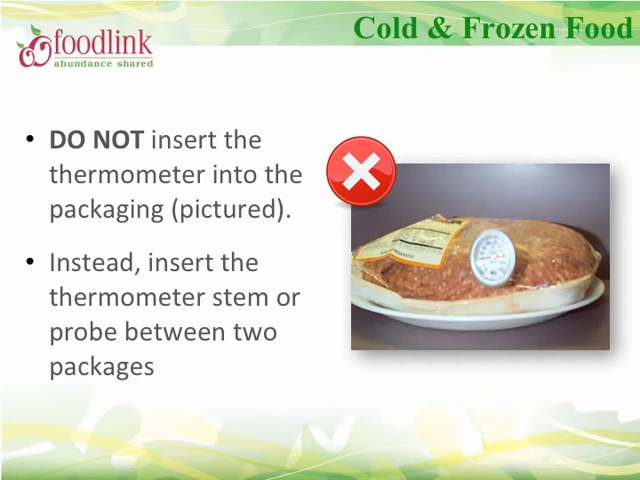 Cold & Frozen Food
foodlink
abundance shared
• DO NOT insert the
thermometer into the
packaging (pictured).
• Instead, insert the
thermometer stem or
probe between two
packages